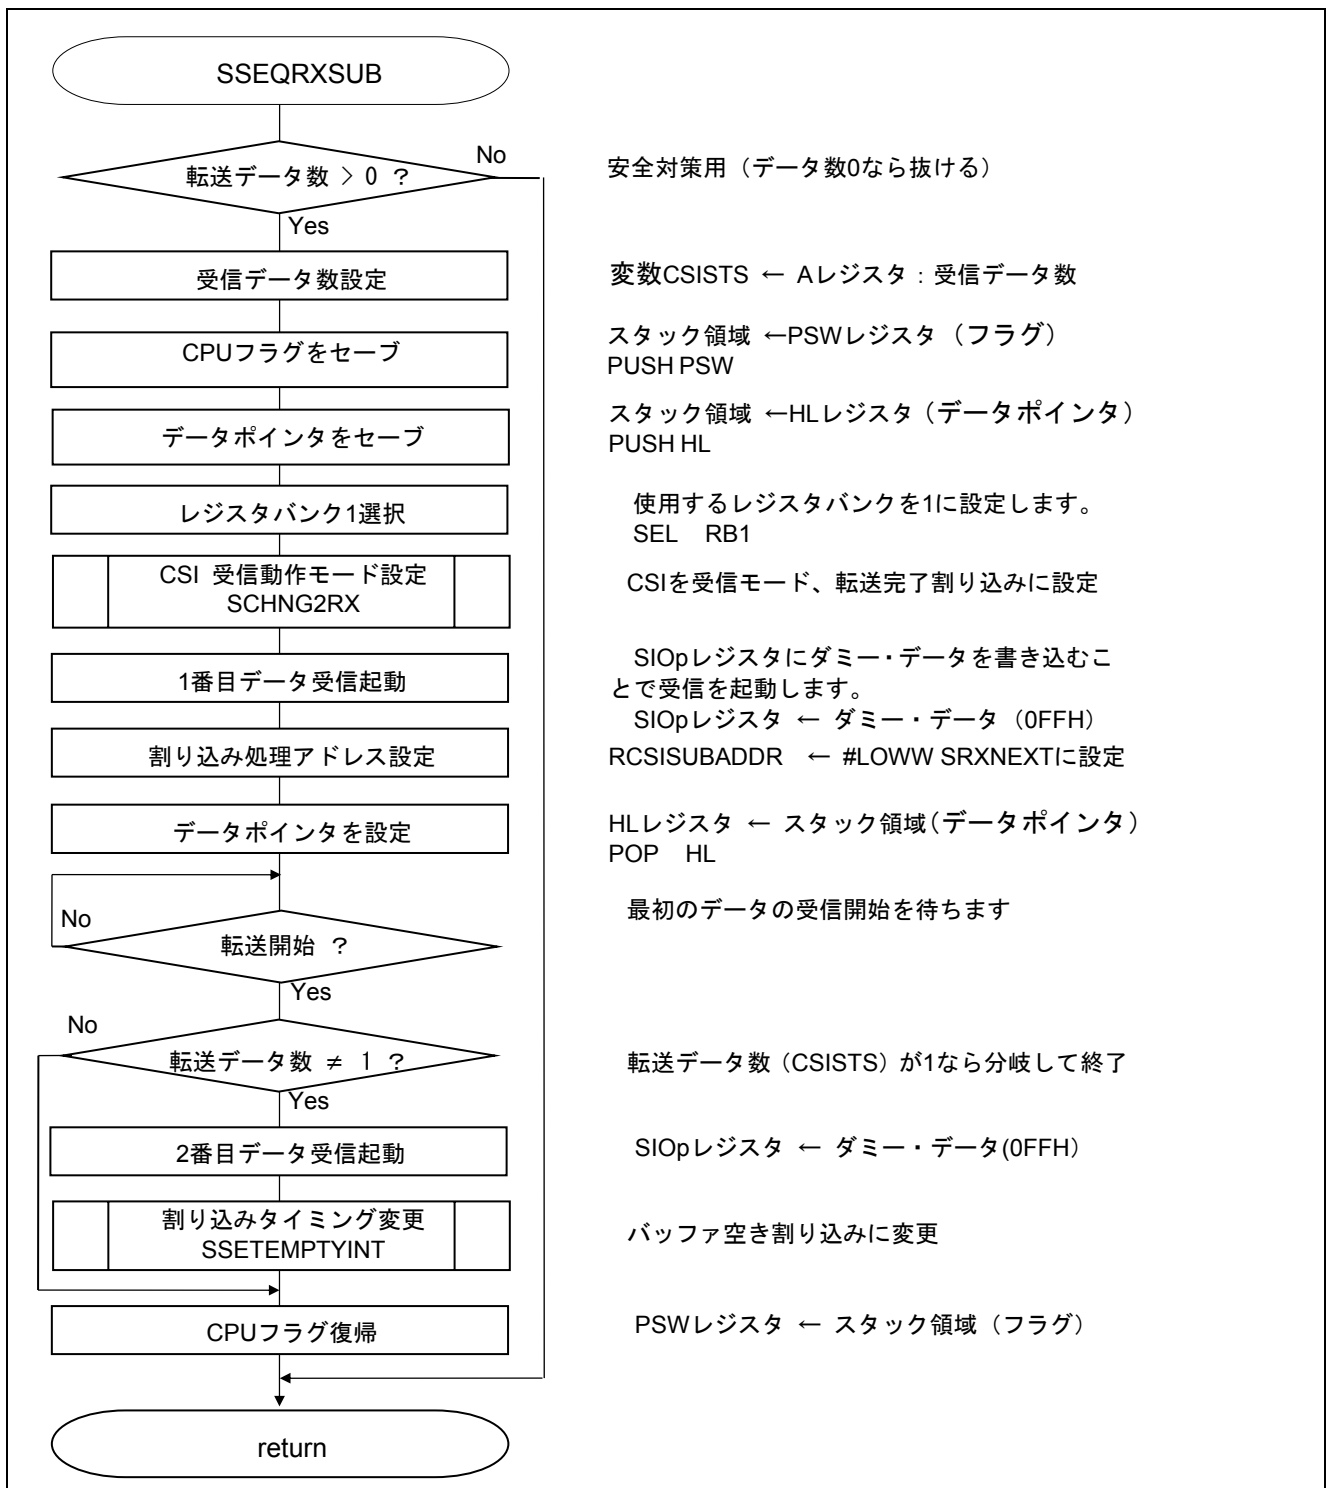 SSEQRXSUB
転送データ数 > 0 ?
No
安全対策用（データ数0なら抜ける）
Yes
受信データ数設定
変数CSISTS ← Aレジスタ：受信データ数
CPUフラグをセーブ
スタック領域 ←PSWレジスタ（フラグ）
PUSH PSW
データポインタをセーブ
スタック領域 ←HLレジスタ（データポインタ）
PUSH HL
レジスタバンク1選択
使用するレジスタバンクを1に設定します。
SEL RB1
CSI 受信動作モード設定
SCHNG2RX
CSIを受信モード、転送完了割り込みに設定
1番目データ受信起動
SIOpレジスタにダミー・データを書き込むこ
とで受信を起動します。
SIOpレジスタ ← ダミー・データ（0FFH）
割り込み処理アドレス設定
RCSISUBADDR ← #LOWW SRXNEXTに設定
データポインタを設定
HLレジスタ ← スタック領域（データポインタ）
POP HL
No
転送開始 ？
最初のデータの受信開始を待ちます
Yes
No
転送データ数 ≠ 1 ?
転送データ数（CSISTS）が1なら分岐して終了
Yes
2番目データ受信起動
SIOpレジスタ ← ダミー・データ(0FFH）
割り込みタイミング変更
SSETEMPTYINT
バッファ空き割り込みに変更
CPUフラグ復帰
PSWレジスタ ← スタック領域（フラグ）
return